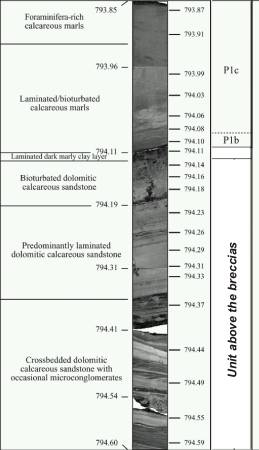 793.85
Foraminifera-rich
calcareous marls
793.96
Laminated/bioturbated
calcareous marls
794.11
Laminated dark marly clay layer
Bioturbated dolomitic
calcareous sandstone
794.19
Predominantly laminated
dolomitic calcareous sandstone
794.31
794.41
Crossbedded dolomitic
calcareous sandstone with
occasional microconglomerates
794.54
794.60
793.87
793.91
793.99
794.03
794.06
794.08
794.10
794.11
794.14
794.16
794.18
794.23
794.26
794.29
794.31
794.33
794.37
794.44
794.49
794.55
794.59
P1c
P1b
Unit above the breccias